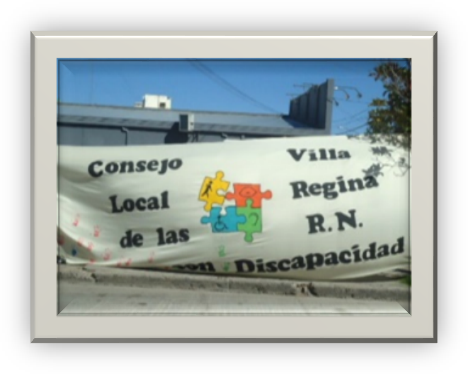 Consejo
Local
de las
Villa
Regina
R.N.
Discapacidad